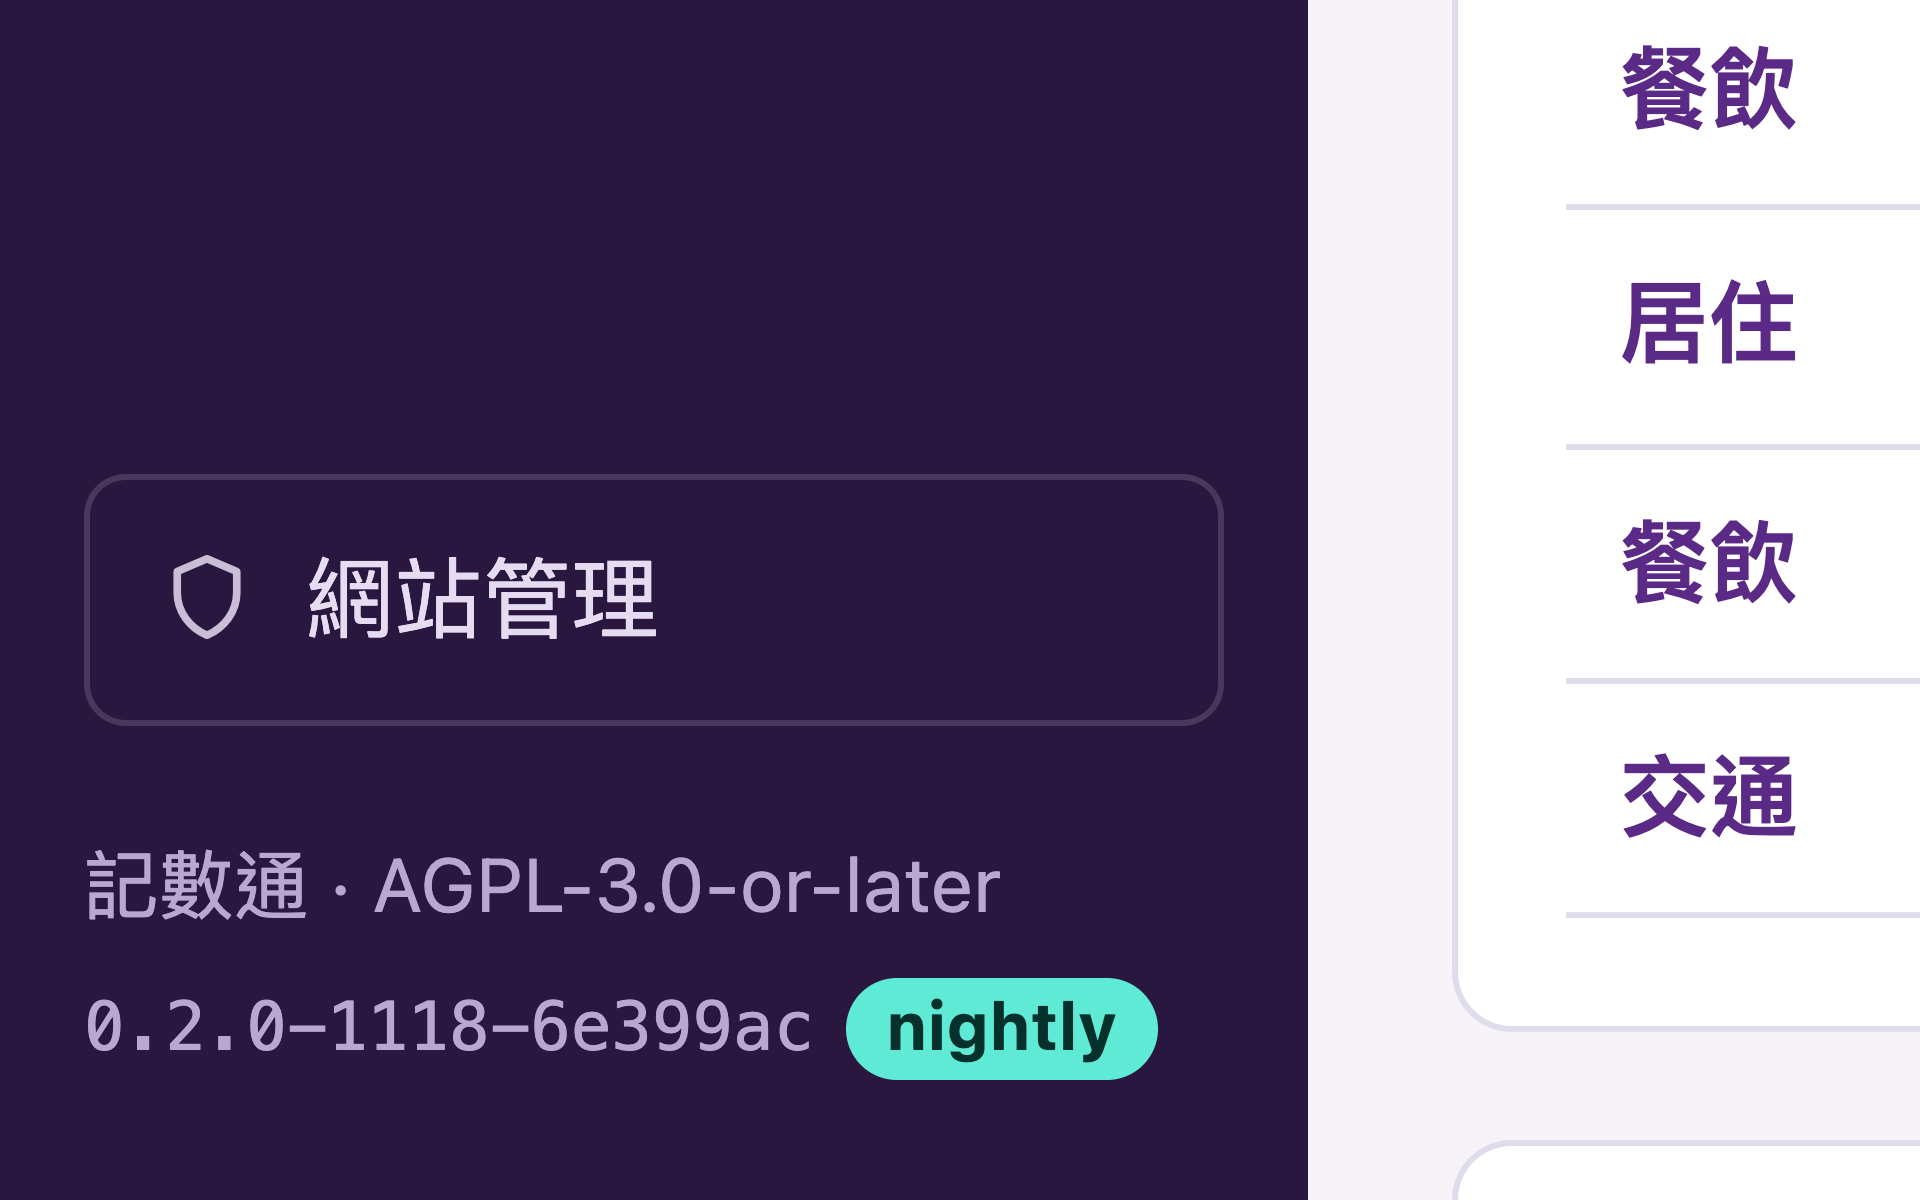 網站管理
記數通 · AGPL-3.0-or-later
0.2.0-1118-6e399ac nightly
餐飲
居住
餐飲
交通